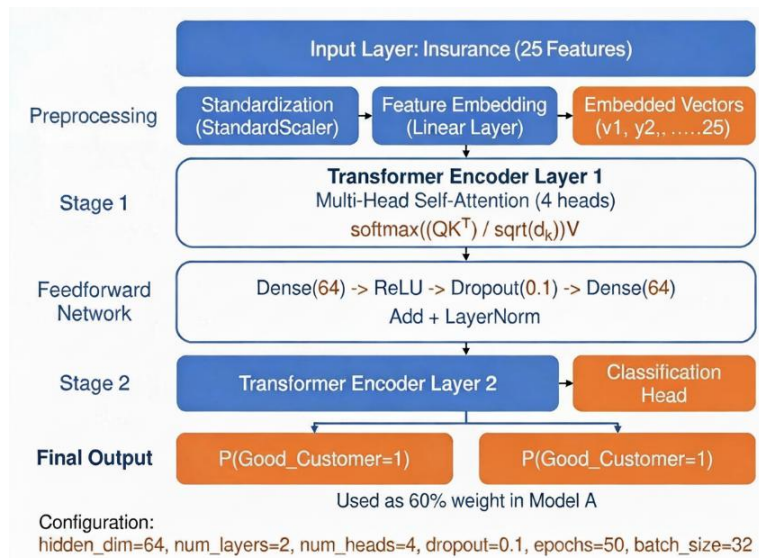 Input Layer: Insurance (25 Features)
Preprocessing
Standardization
(StandardScaler)
Feature Embedding
(Linear Layer)
Embedded Vectors
(v1, y2,, .....25)
Stage 1
Transformer Encoder Layer 1
Multi-Head Self-Attention (4 heads)
softmax((QK^T) / sqrt(d_k))V
Feedforward
Network
Dense(64) -> ReLU -> Dropout(0.1) -> Dense(64)
Add + LayerNorm
Stage 2
Transformer Encoder Layer 2
Classification
Head
Final Output
P(Good_Customer=1)
P(Good_Customer=1)
Used as 60% weight in Model A
Configuration:
hidden_dim=64, num_layers=2, num_heads=4, dropout=0.1, epochs=50, batch_size=32